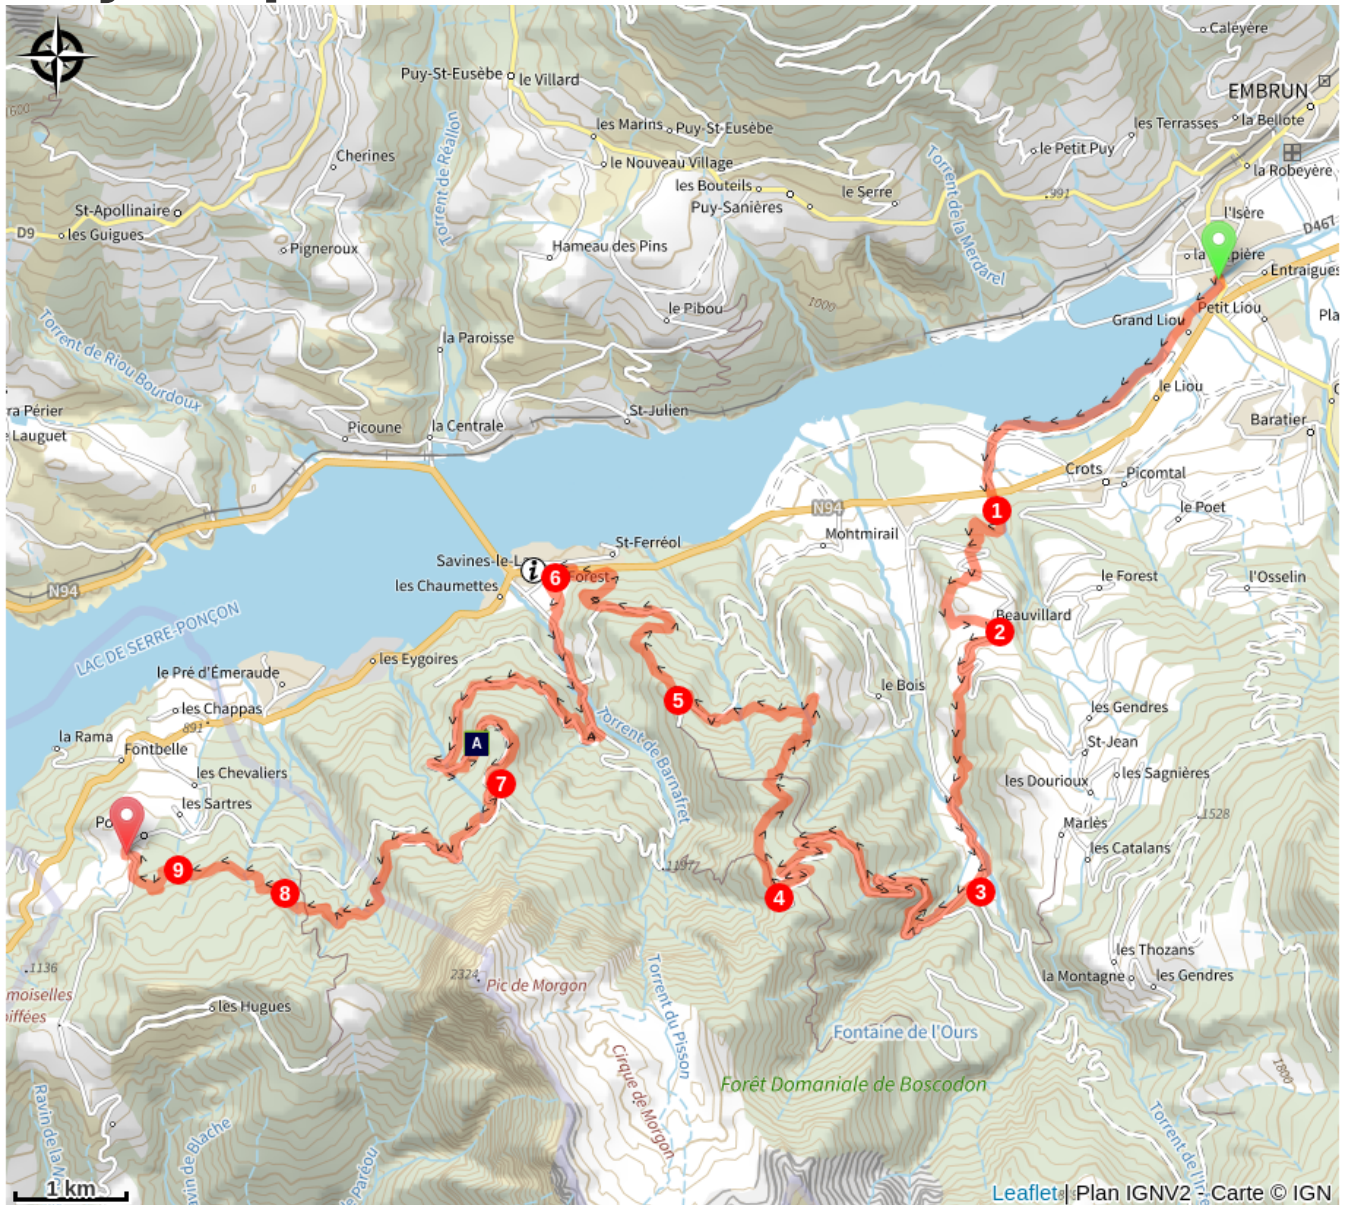 Caléyère
Puy-St-Eusèbe
le Villard
EMBRUN
les Marins
Puy-St-Eusèbe
les Terrasses
la Bellote
Cherines
le Nouveau Village
le Petit Puy
la Robeyère
les Bouteils
le Serre
991
Torrent de Réallon
Torrent de la Merdarel
St-Apollinaire
Puy-Sanières
l'Isère
D9
les Guigues
Pigneroux
Hameau des Pins
D467
Entraigues
1000
le Pibou
Petit Liou
Grand Liou
Torrent de Riou Bourdoux
la Paroisse
le Liou
St-Julien
Picoune
la Centrale
Baratier
Lauguet
Crots
Picomtal
N94
1
le Poet
Montmirail
St-Ferréol
6
Forest
les Chaumettes
le Forest
l'Osselin
N94
Beauvillard
2
LAC DE SERRE-PONÇON
les Eygoires
le Pré d'Émeraude
le Bois
5
les Chappas
891
les Gendres
la Rama
Fontbelle
A
Torrent de Barnafret
St-Jean
les Chevaliers
7
les Dourioux
les Sagnières
les Sartres
1528
Marlès
les Catalans
9
8
4
3
les Thozans
1136
2324
Pic de Morgon
la Montagne
les Gendres
les Hugues
Torrent du Pisson
Fontaine de l'Ours
Cirque de Morgon
Forêt Domaniale de Boscodon
1800
1 km
Leaflet | Plan IGNV2 - Carte © IGN